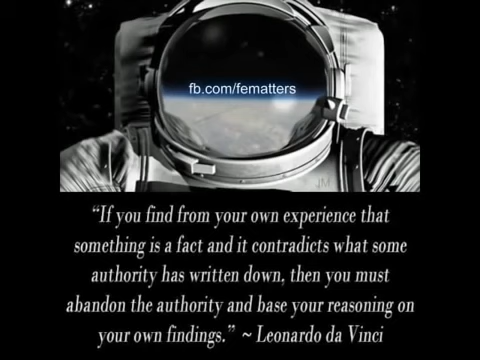 fb.com/fematters
JM
“If you find from your own experience that
something is a fact and it contradicts what some
authority has written down, then you must
abandon the authority and base your reasoning on
your own findings.” ~ Leonardo da Vinci